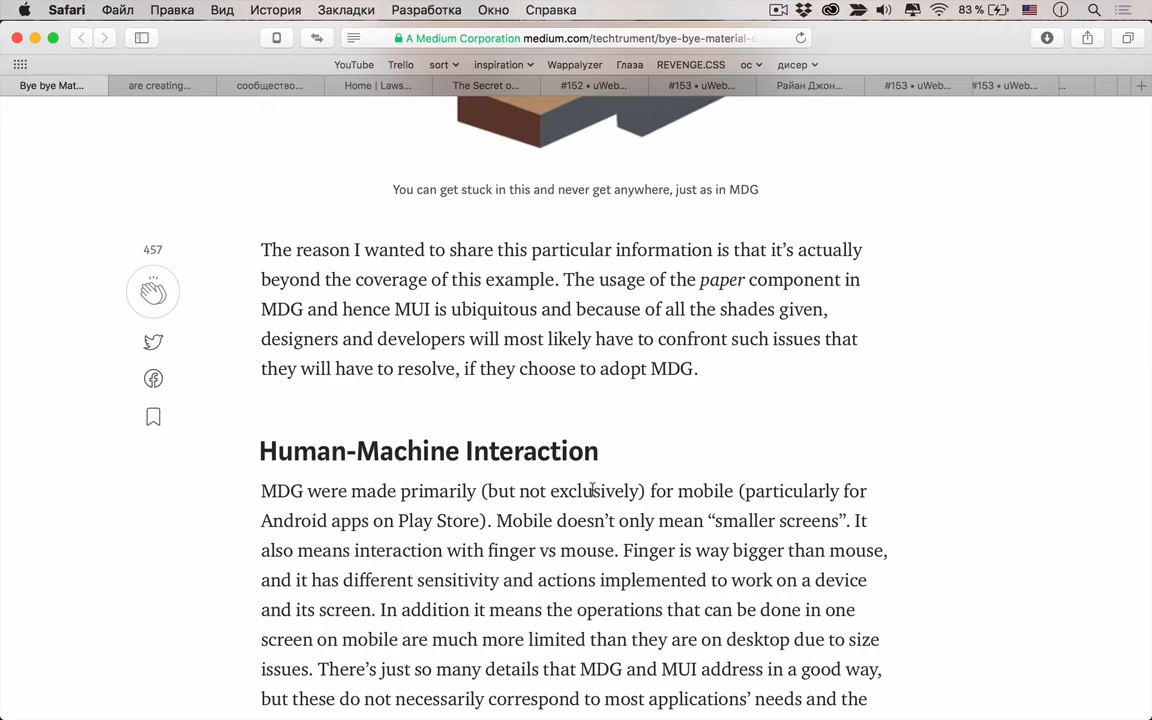 Safari Файл Правка Вид История Закладки Разработка Окно Справка 83 %
A Medium Corporation medium.com/techtrument/bye-bye-material-
YouTube Trello sort inspiration Wappalyzer Глаза REVENGE.CSS ос дисер
Bye bye Mat... are creating... сообщество... Home | Laws... The Secret o... #152 • uWeb... #153 • uWeb... Райан Джон... #153 • uWeb... #153 • uWeb... ...
You can get stuck in this and never get anywhere, just as in MDG
457
The reason I wanted to share this particular information is that it’s actually
beyond the coverage of this example. The usage of the paper component in
MDG and hence MUI is ubiquitous and because of all the shades given,
designers and developers will most likely have to confront such issues that
they will have to resolve, if they choose to adopt MDG.
Human-Machine Interaction
MDG were made primarily (but not exclusively) for mobile (particularly for
Android apps on Play Store). Mobile doesn’t only mean “smaller screens”. It
also means interaction with finger vs mouse. Finger is way bigger than mouse,
and it has different sensitivity and actions implemented to work on a device
and its screen. In addition it means the operations that can be done in one
screen on mobile are much more limited than they are on desktop due to size
issues. There’s just so many details that MDG and MUI address in a good way,
but these do not necessarily correspond to most applications’ needs and the